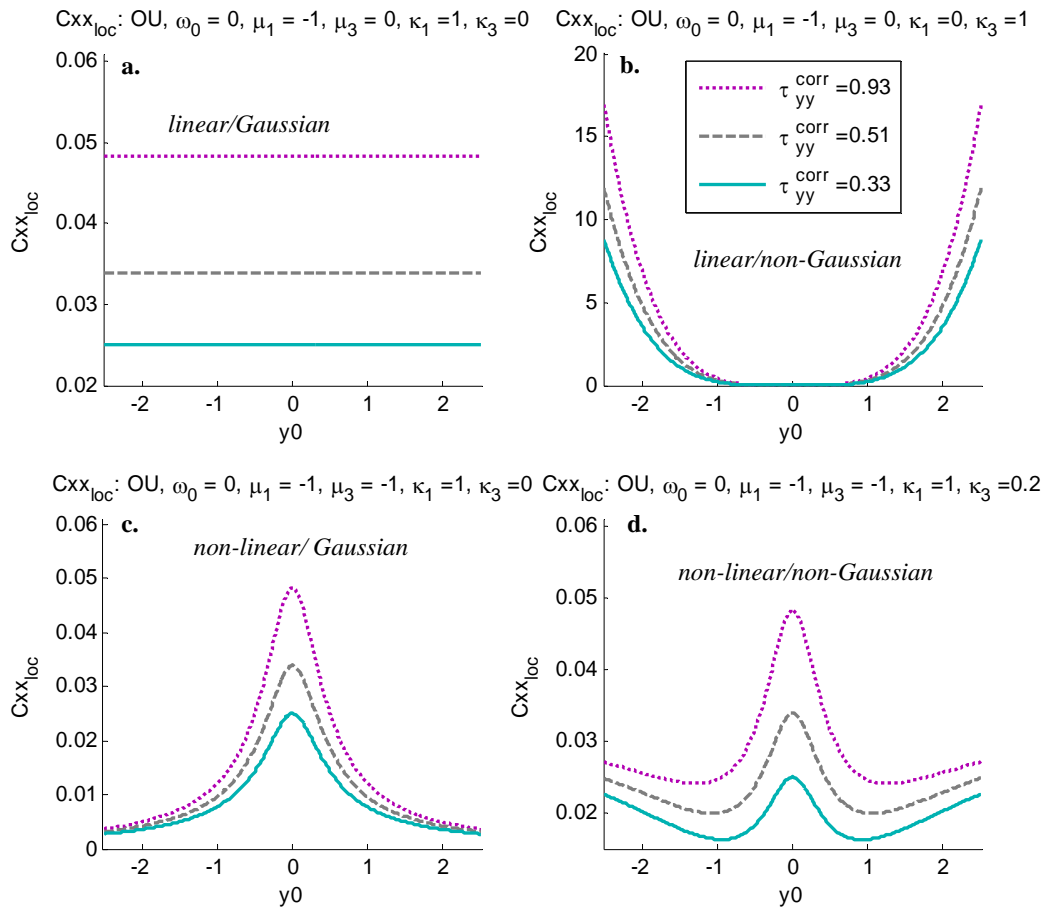 Cxx_loc: OU, ω_0 = 0, μ_1 = -1, μ_3 = 0, κ_1 =1, κ_3 =0
Cxx_loc: OU, ω_0 = 0, μ_1 = -1, μ_3 = 0, κ_1 =0, κ_3 =1
a.
linear/Gaussian
0.06
0.05
0.04
0.03
0.02
Cxx_loc
-2 -1 0 1 2
y0
b.
τ_yy^corr =0.93
τ_yy^corr =0.51
τ_yy^corr =0.33
linear/non-Gaussian
20
15
10
5
0
Cxx_loc
-2 -1 0 1 2
y0
Cxx_loc: OU, ω_0 = 0, μ_1 = -1, μ_3 = -1, κ_1 =1, κ_3 =0
Cxx_loc: OU, ω_0 = 0, μ_1 = -1, μ_3 = -1, κ_1 =1, κ_3 =0.2
c.
non-linear/ Gaussian
0.06
0.05
0.04
0.03
0.02
0.01
0
Cxx_loc
-2 -1 0 1 2
y0
d.
non-linear/non-Gaussian
0.06
0.05
0.04
0.03
0.02
Cxx_loc
-2 -1 0 1 2
y0